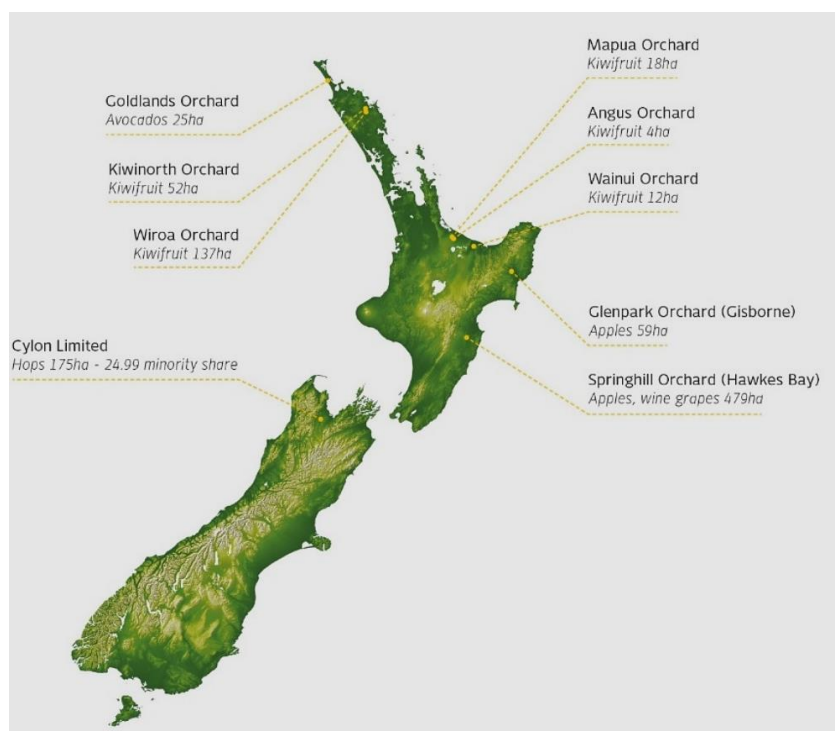 Goldlands Orchard
Avocados 25ha
Kiwinorth Orchard
Kiwifruit 52ha
Wiroa Orchard
Kiwifruit 137ha
Cylon Limited
Hops 175ha - 24.99 minority share
Mapua Orchard
Kiwifruit 18ha
Angus Orchard
Kiwifruit 4ha
Wainui Orchard
Kiwifruit 12ha
Glenpark Orchard (Gisborne)
Apples 59ha
Springhill Orchard (Hawkes Bay)
Apples, wine grapes 479ha